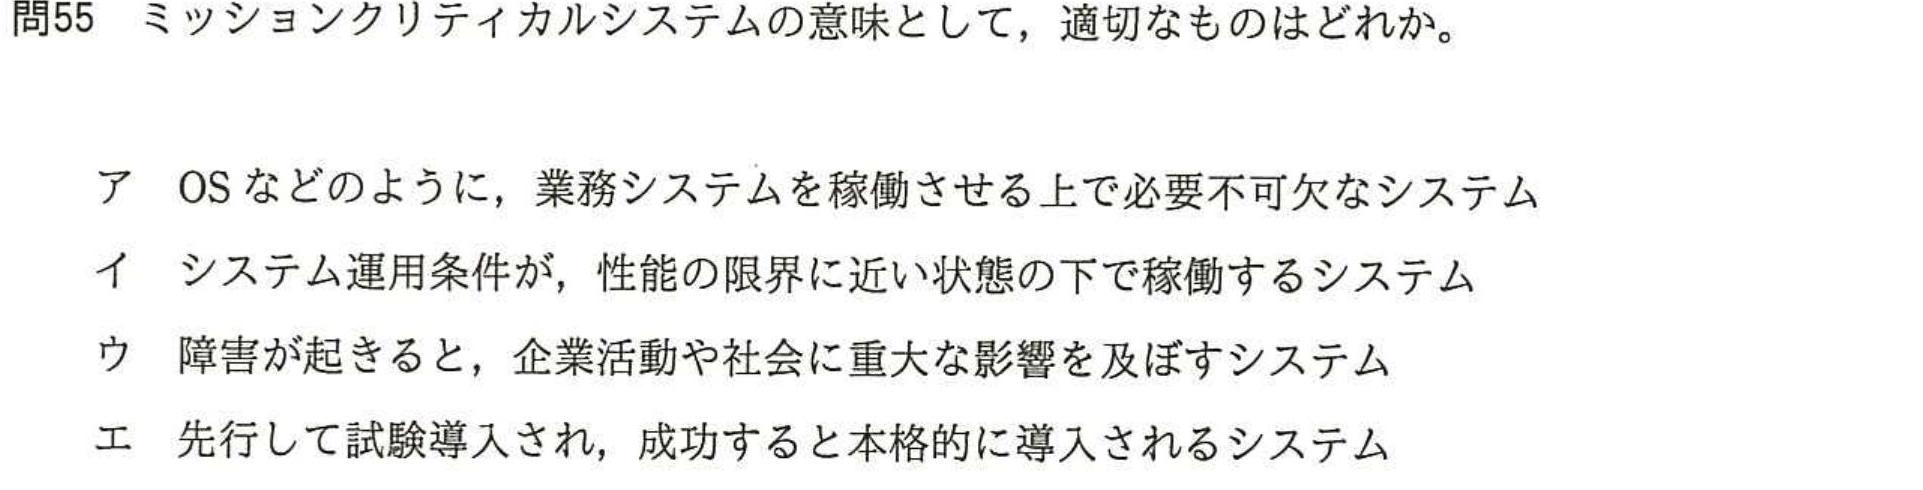 問55 ミッションクリティカルシステムの意味として，適切なものはどれか。
ア OS などのように，業務システムを稼働させる上で必要不可欠なシステム
イ システム運用条件が，性能の限界に近い状態の下で稼働するシステム
ウ 障害が起きると，企業活動や社会に重大な影響を及ぼすシステム
エ 先行して試験導入され，成功すると本格的に導入されるシステム